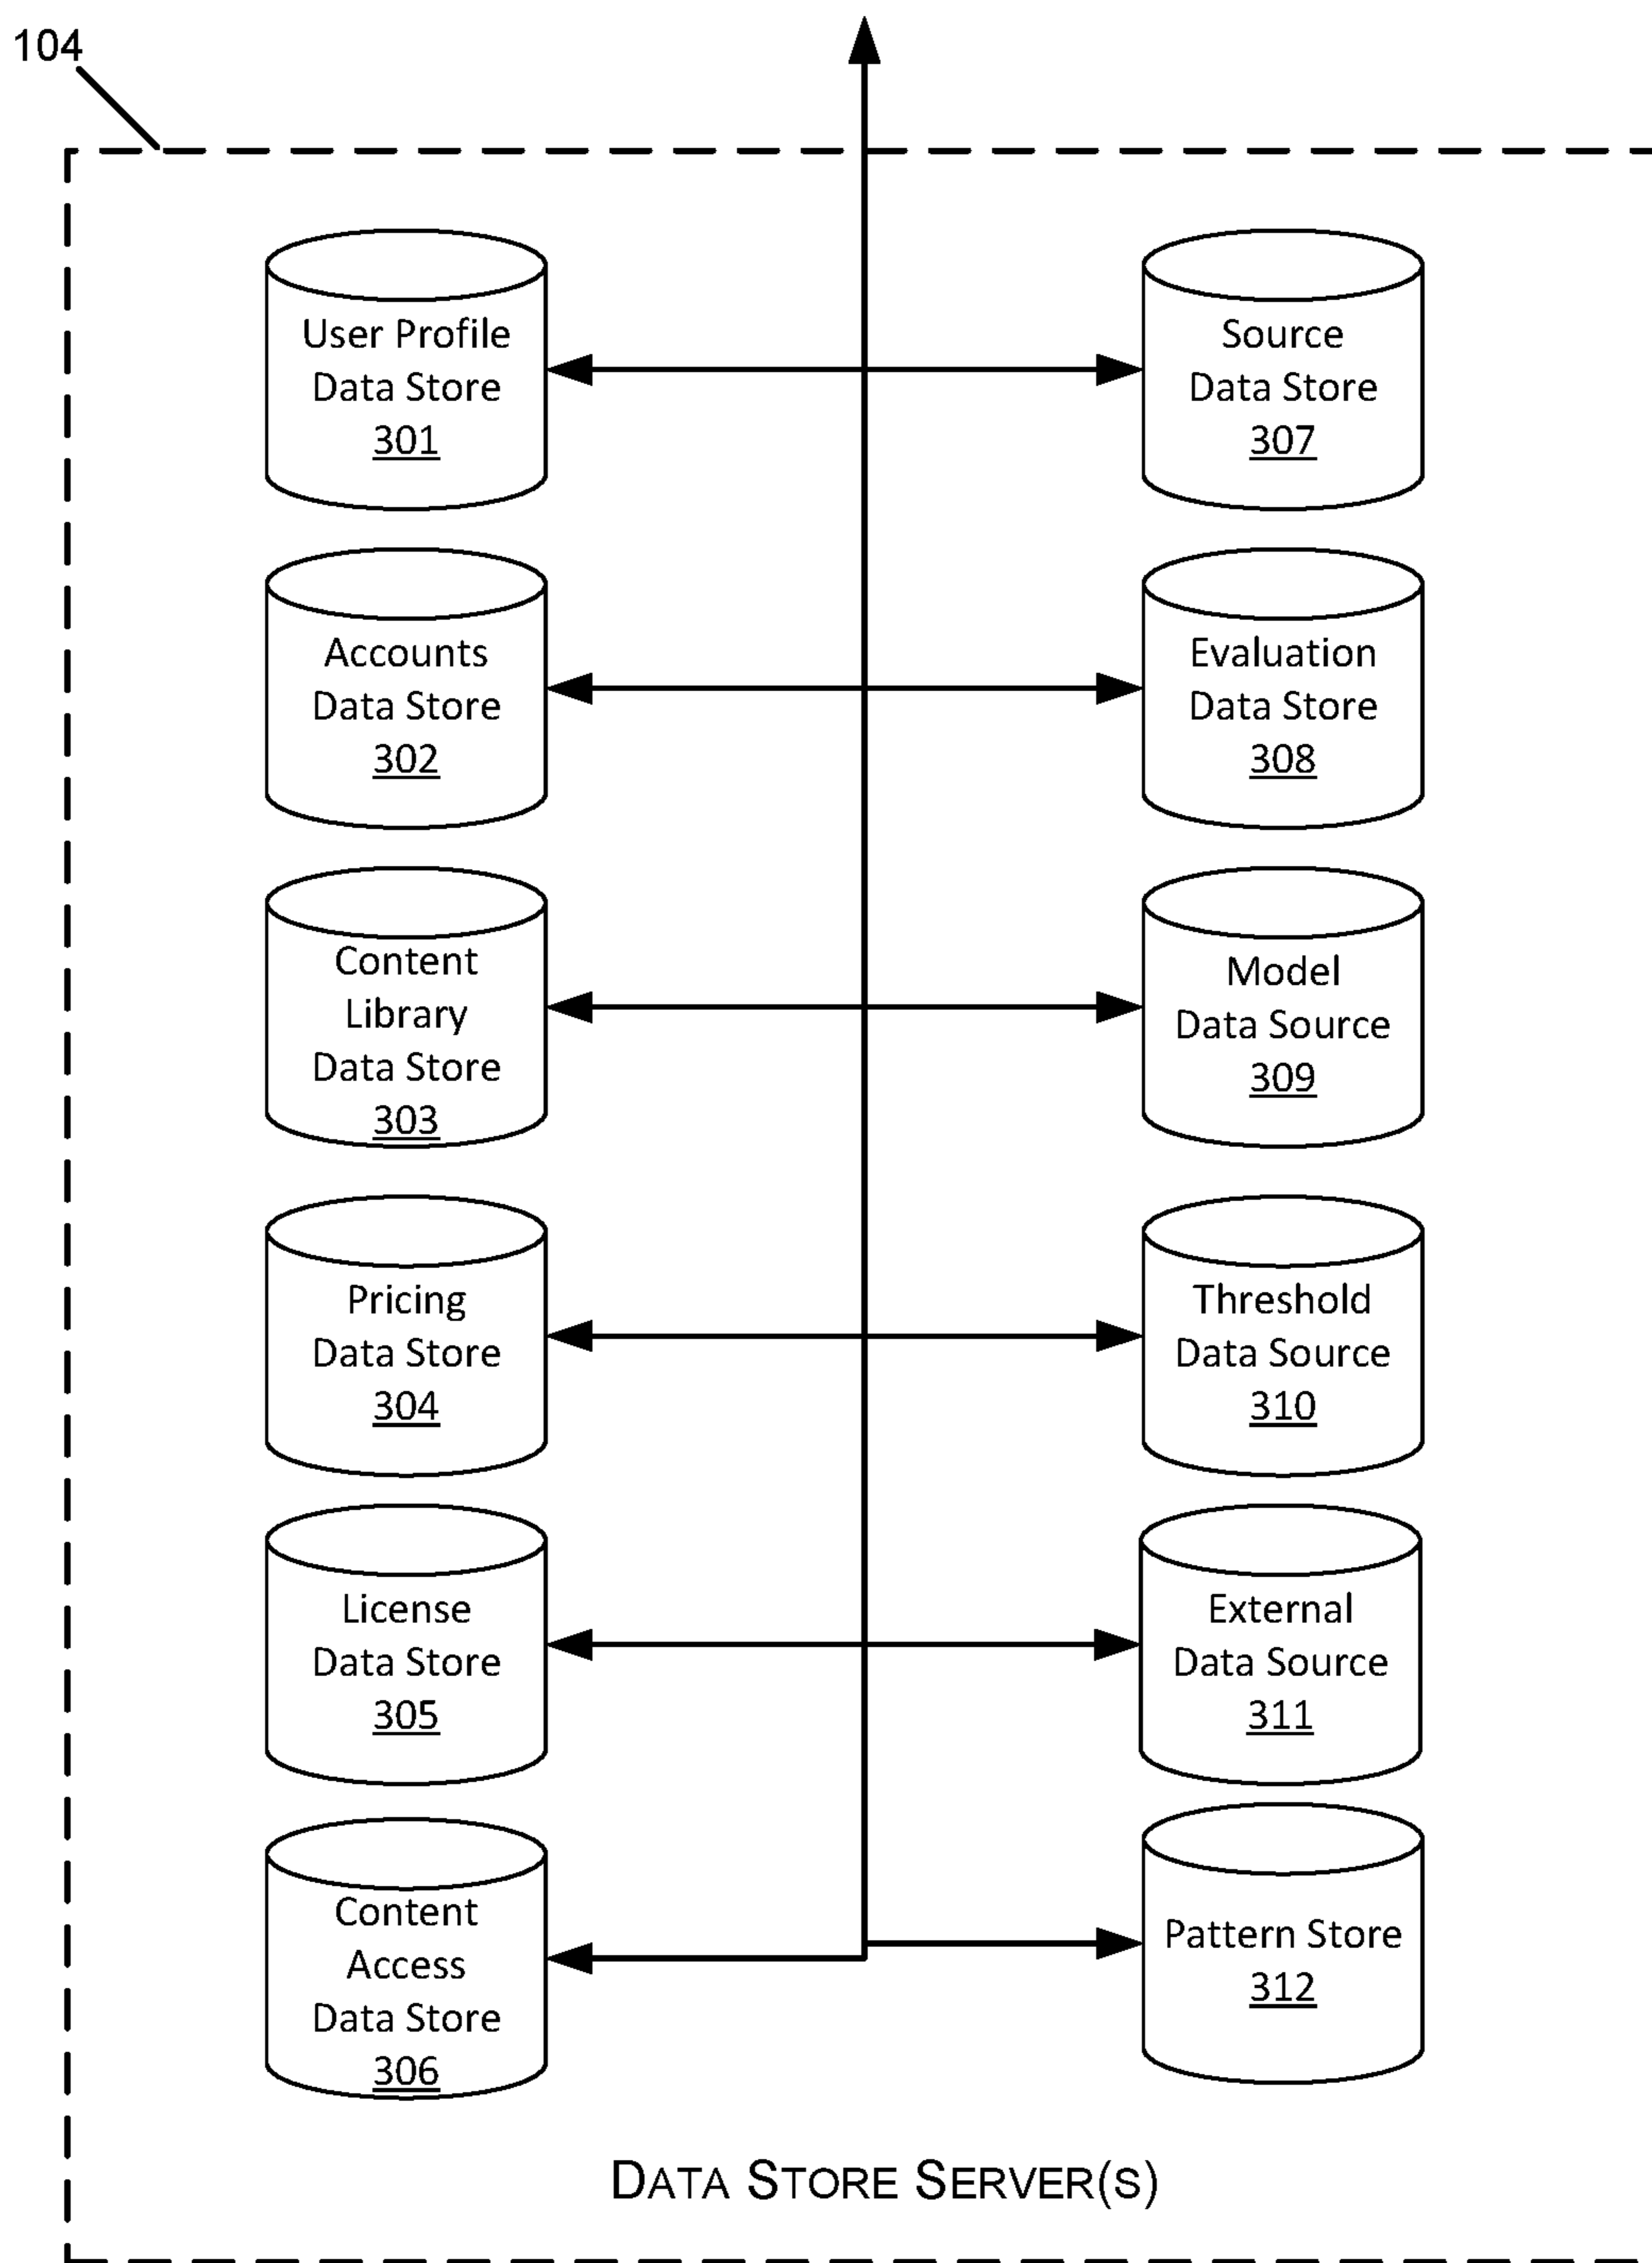 104
User Profile
Data Store
301
Source
Data Store
307
Accounts
Data Store
302
Evaluation
Data Store
308
Content
Library
Data Store
303
Model
Data Source
309
Pricing
Data Store
304
Threshold
Data Source
310
License
Data Store
305
External
Data Source
311
Content
Access
Data Store
306
Pattern Store
312
DATA STORE SERVER(S)